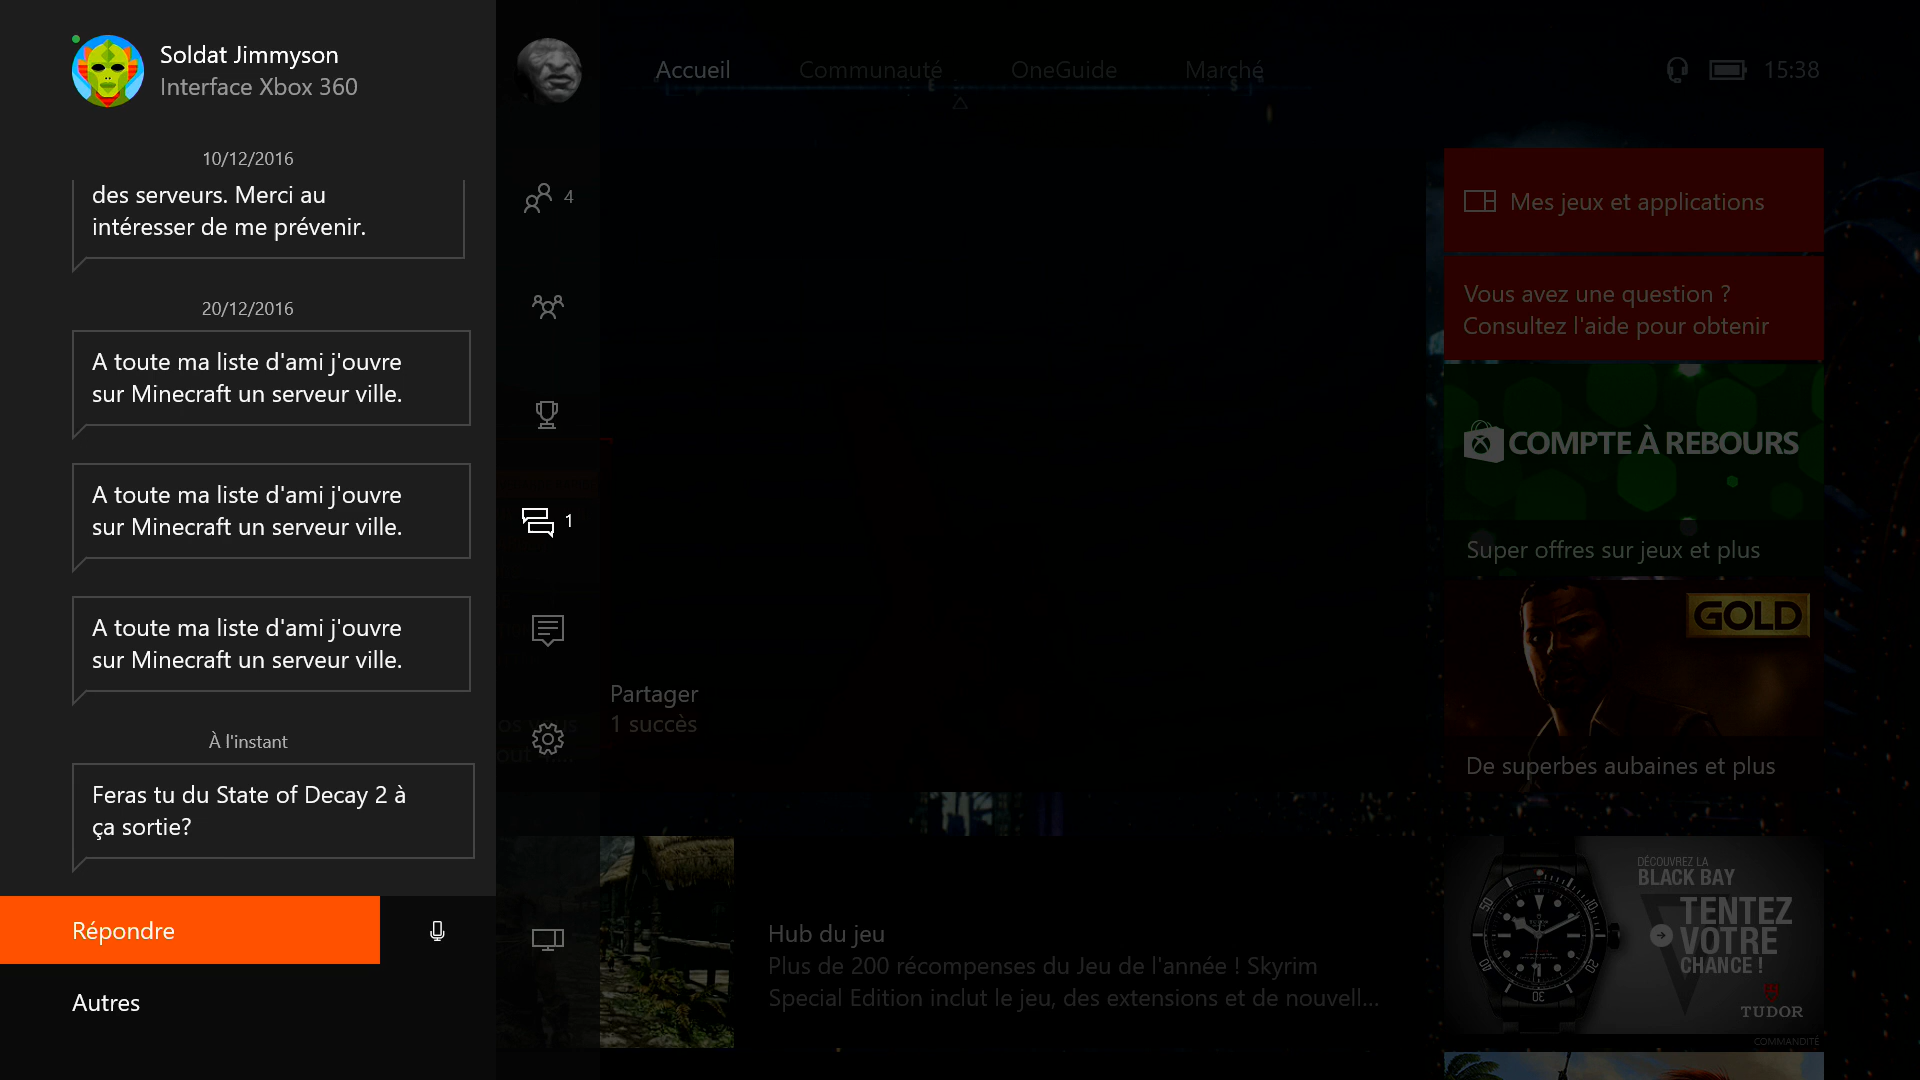 Soldat Jimmyson
Interface Xbox 360
10/12/2016
des serveurs. Merci au
intéresser de me prévenir.
20/12/2016
A toute ma liste d'ami j'ouvre
sur Minecraft un serveur ville.
A toute ma liste d'ami j'ouvre
sur Minecraft un serveur ville.
A toute ma liste d'ami j'ouvre
sur Minecraft un serveur ville.
À l'instant
Feras tu du State of Decay 2 à
ça sortie?
Répondre
Autres
4
1
Accueil
Communauté
OneGuide
Marché
15:38
Partager
1 succès
Hub du jeu
Plus de 200 récompenses du Jeu de l'année ! Skyrim
Special Edition inclut le jeu, des extensions et de nouvell...
Mes jeux et applications
Vous avez une question ?
Consultez l'aide pour obtenir
COMPTE À REBOURS
Super offres sur jeux et plus
GOLD
De superbes aubaines et plus
DÉCOUVREZ LA
BLACK BAY
TENTEZ
VOTRE
CHANCE !
TUDOR
COMMANDITÉ